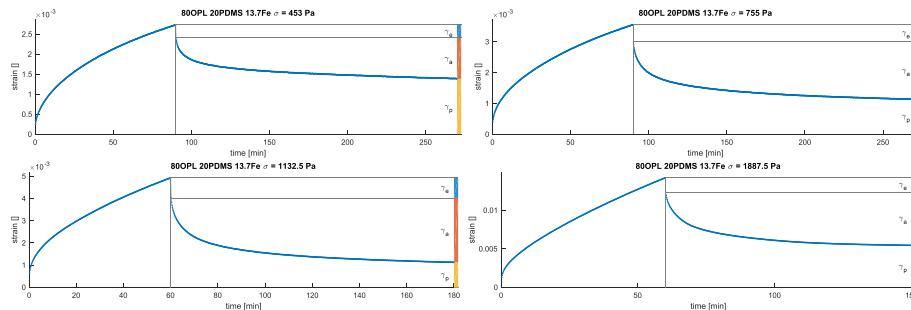 80OPL 20PDMS 13.7Fe σ = 453 Pa
×10⁻³
2.5
2
1.5
1
0.5
0
strain []
γe
γa
γp
0 50 100 150 200 250
time [min]
80OPL 20PDMS 13.7Fe σ = 755 Pa
×10⁻³
3
2
1
0
strain []
γe
γa
γp
0 50 100 150 200 250
time [min]
80OPL 20PDMS 13.7Fe σ = 1132.5 Pa
×10⁻³
5
4
3
2
1
0
strain []
γe
γa
γp
0 20 40 60 80 100 120 140 160 180
time [min]
80OPL 20PDMS 13.7Fe σ = 1887.5 Pa
0.01
0.005
0
strain []
γe
γa
γp
0 50 100 150
time [min]